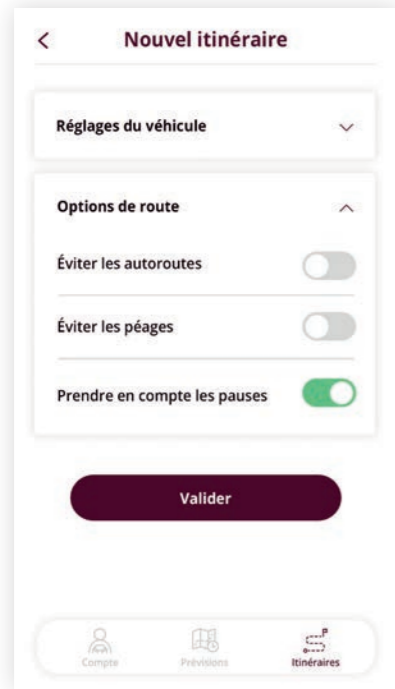 Nouvel itinéraire
Réglages du véhicule
Options de route
Éviter les autoroutes
Éviter les péages
Prendre en compte les pauses
Valider
Compte
Prévisions
Itinéraires